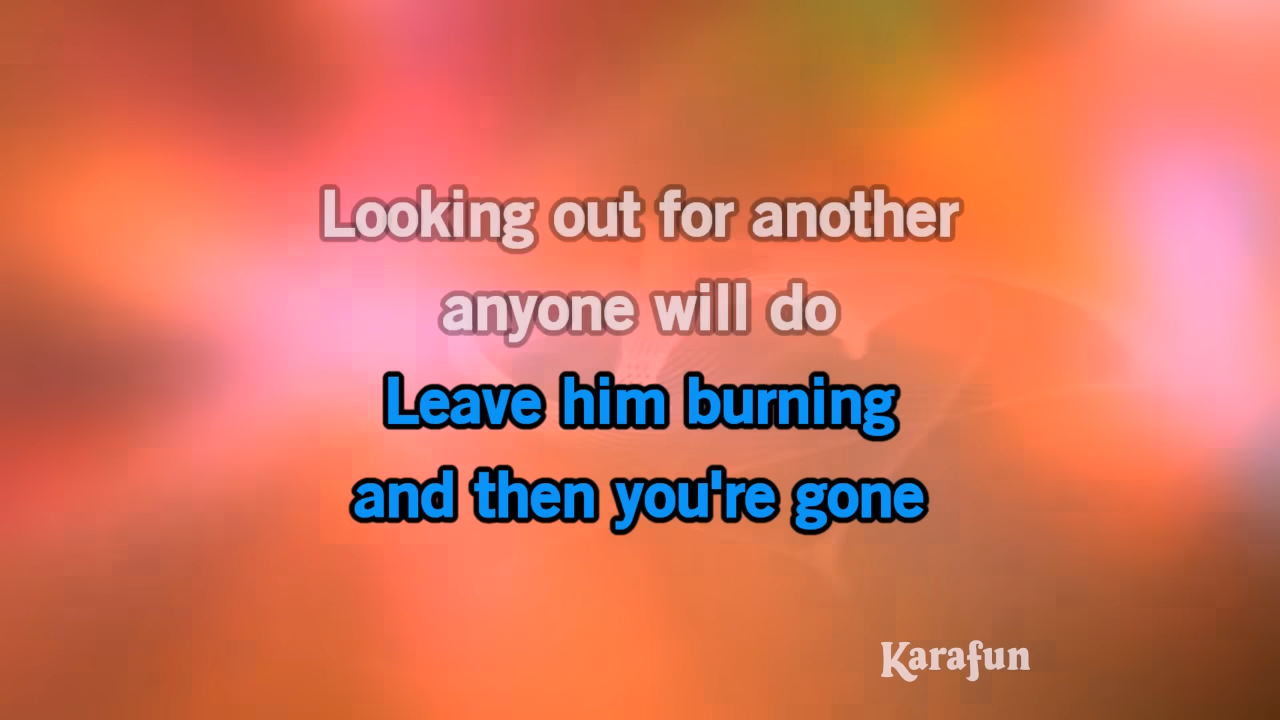 Looking out for another
anyone will do
Leave him burning
and then you're gone
Karafun